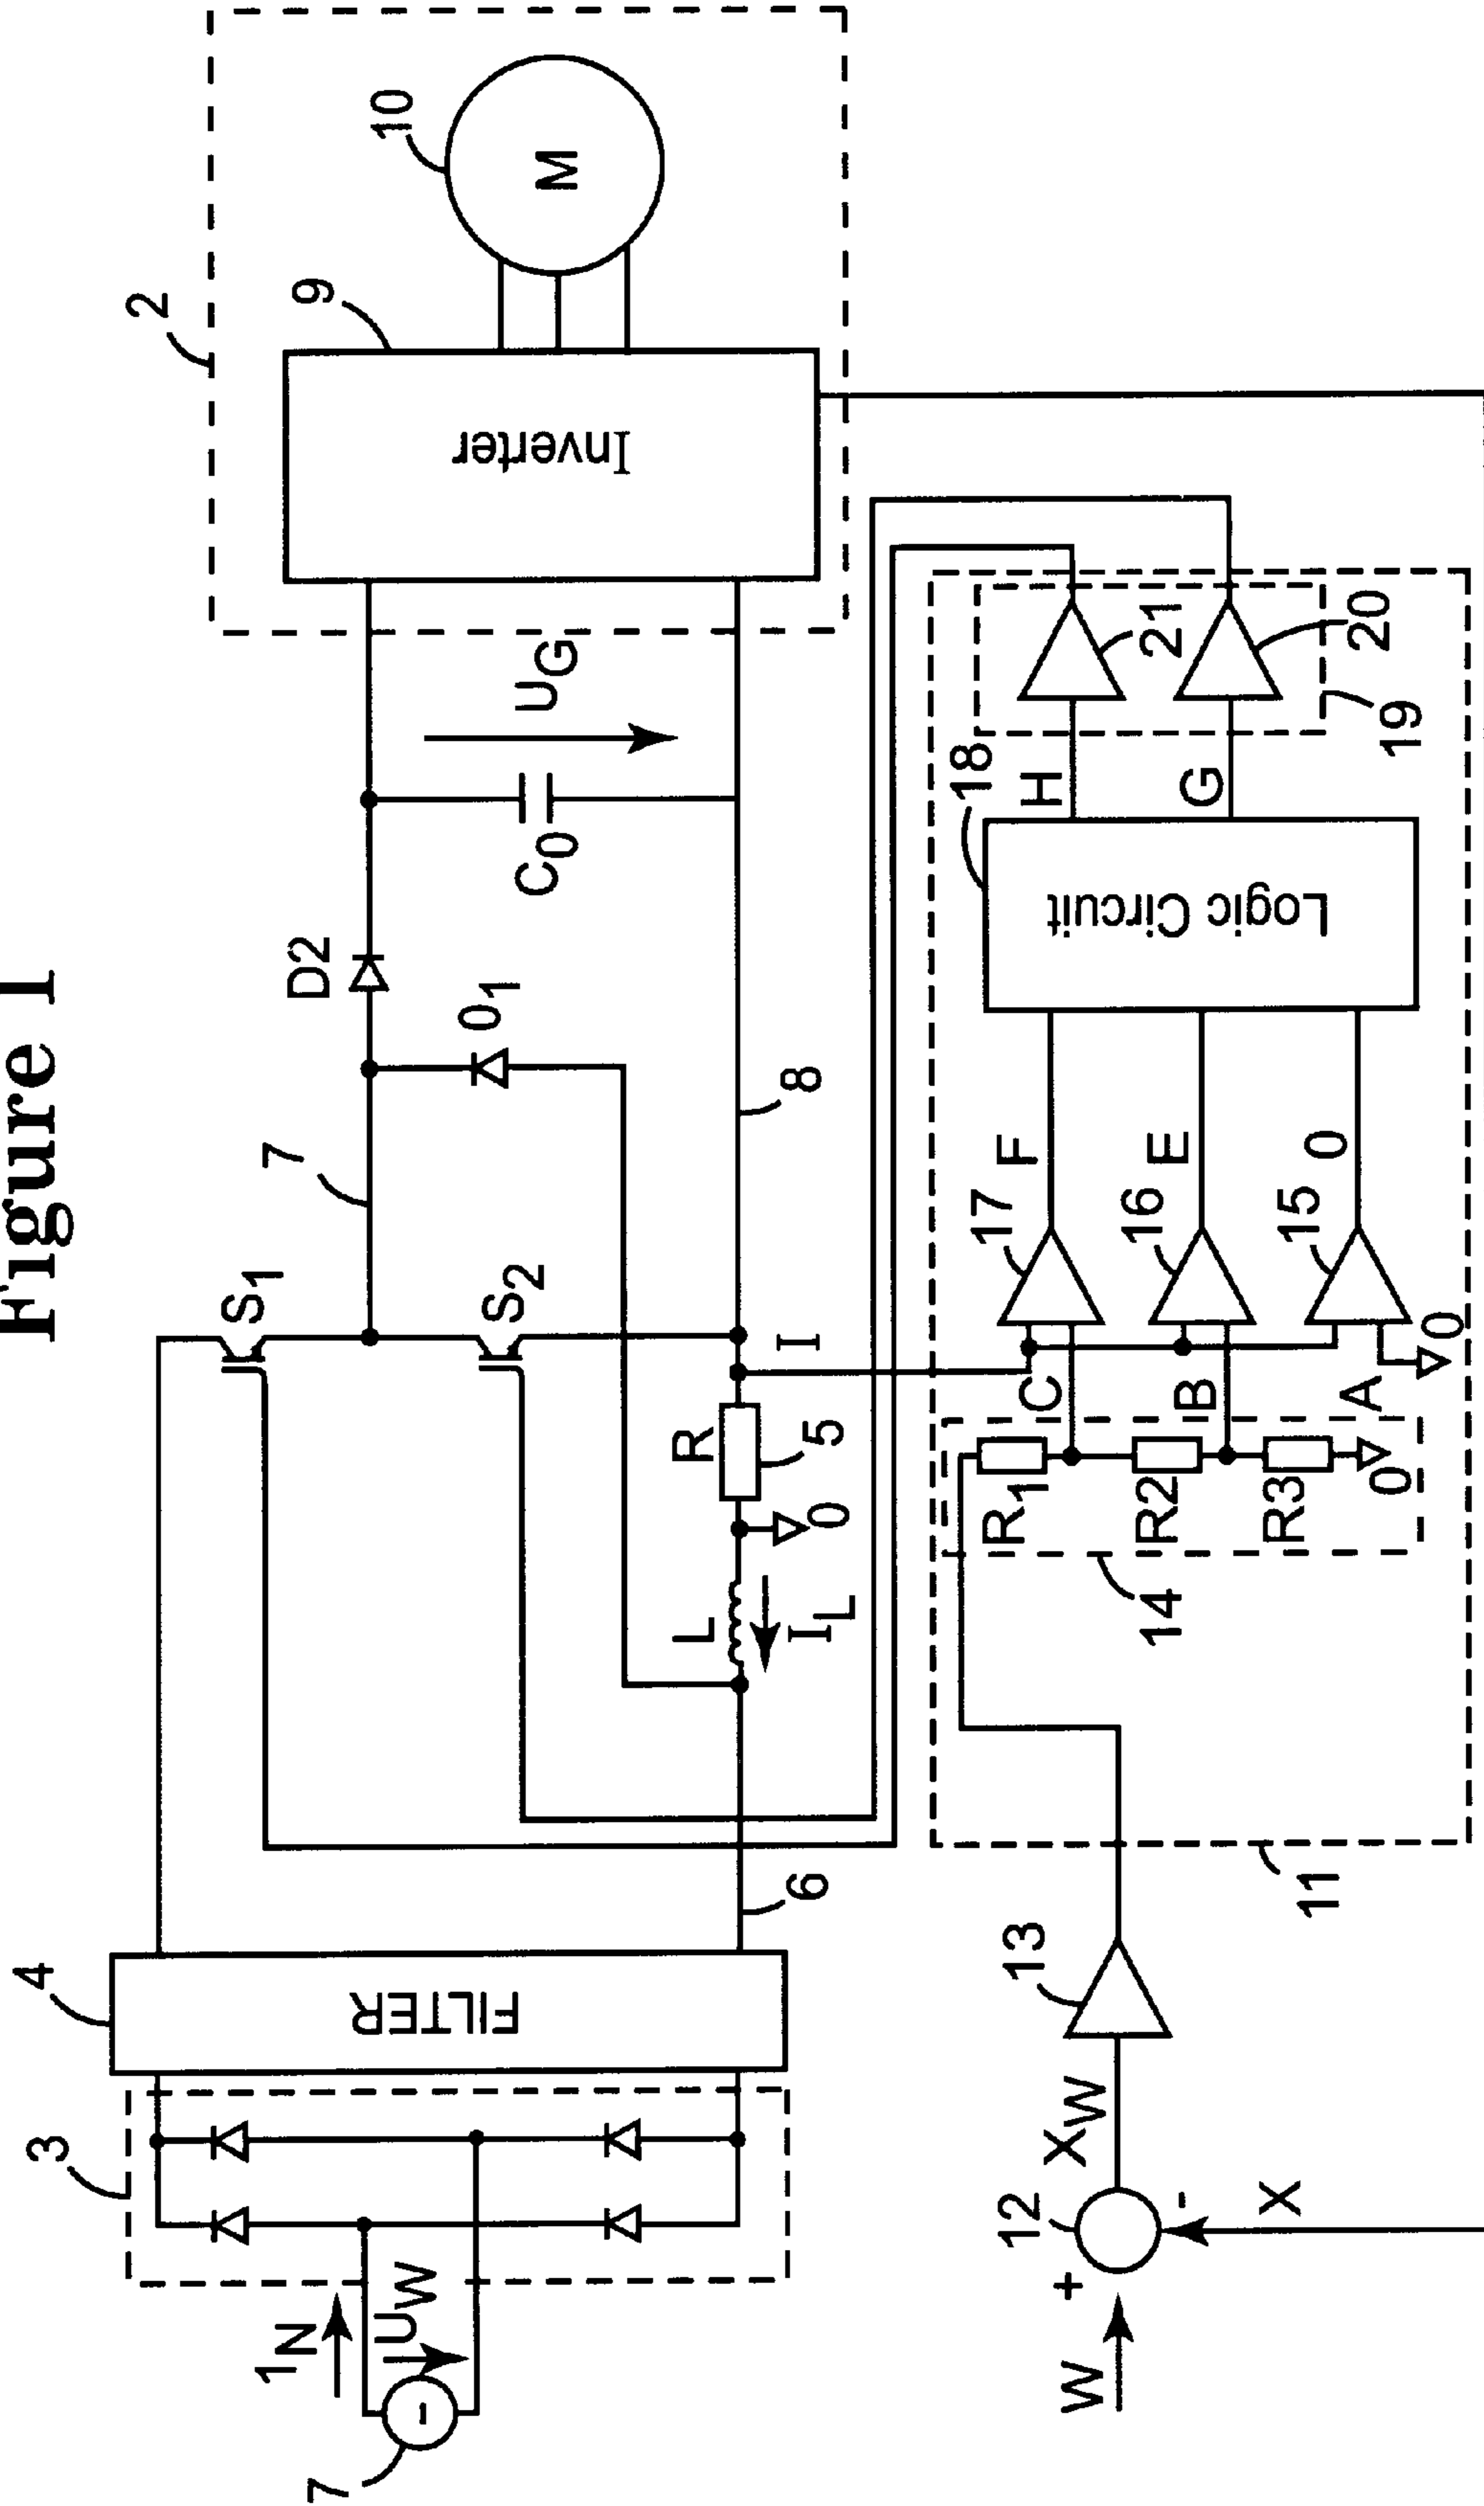 Figure 1
2
10
M
9
Inverter
3
4
FILTER
1N
UW
7
S1
S2
7
D2
O1
C0
UG
8
6
L
IL
0
R
5
I
W
+
12
-
X
XW
13
11
14
R1
R2
R3
0
C
B
A
0
17
F
16
E
15
0
18
Logic Circuit
H
G
21
20
19